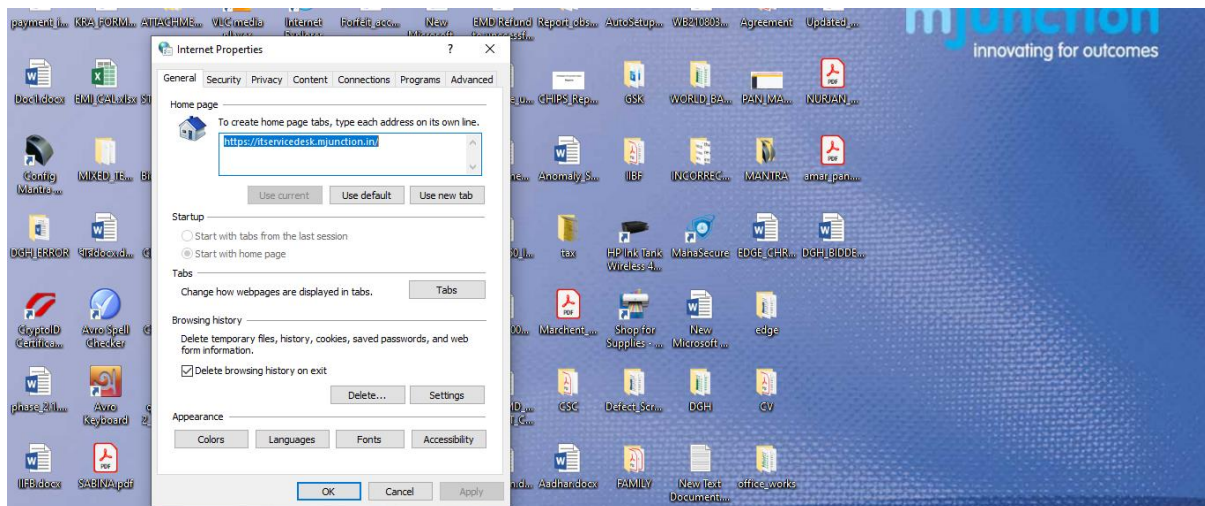 payment_ii... KRA_FORM... ATTACHME... VLC media Internet Forfeit_acc... New EMD Refund Report_obs... AutoSetup... WB210803... Agreement Updated_...
mjunction
innovating for outcomes
Internet Properties ? X
General Security Privacy Content Connections Programs Advanced
Home page
To create home page tabs, type each address on its own line.
https://itservicedesk.mjunction.in/
Use current Use default Use new tab
Startup
Start with tabs from the last session
Start with home page
Tabs
Change how webpages are displayed in tabs. Tabs
Browsing history
Delete temporary files, history, cookies, saved passwords, and web
form information.
Delete browsing history on exit
Delete... Settings
Appearance
Colors Languages Fonts Accessibility
OK Cancel Apply
EMD_CAL.xlsx
CHIPS_Rep... GSK WORLD_BA... PAN_MA... NURJAN_...
Config
Mantra ...
MIXED_TE...
Anomaly_S... IIBF INCORREC... MANTRA amar_pan...
DGH_ERROR
tax HP Ink Tank
Wireless 4...
ManaSecure EDGE_CHR... DGH_BIDDE...
CryptoID
Certifica...
Avro Spell
Checker
Marchent_... Shop for
Supplies - ...
New
Microsoft ...
edge
Avro
Keyboard
CSC Defect_Scr... DGH CV
IIFB.docx SABINA.pdf
Aadhar.docx FAMILY New Text
Document...
office_works